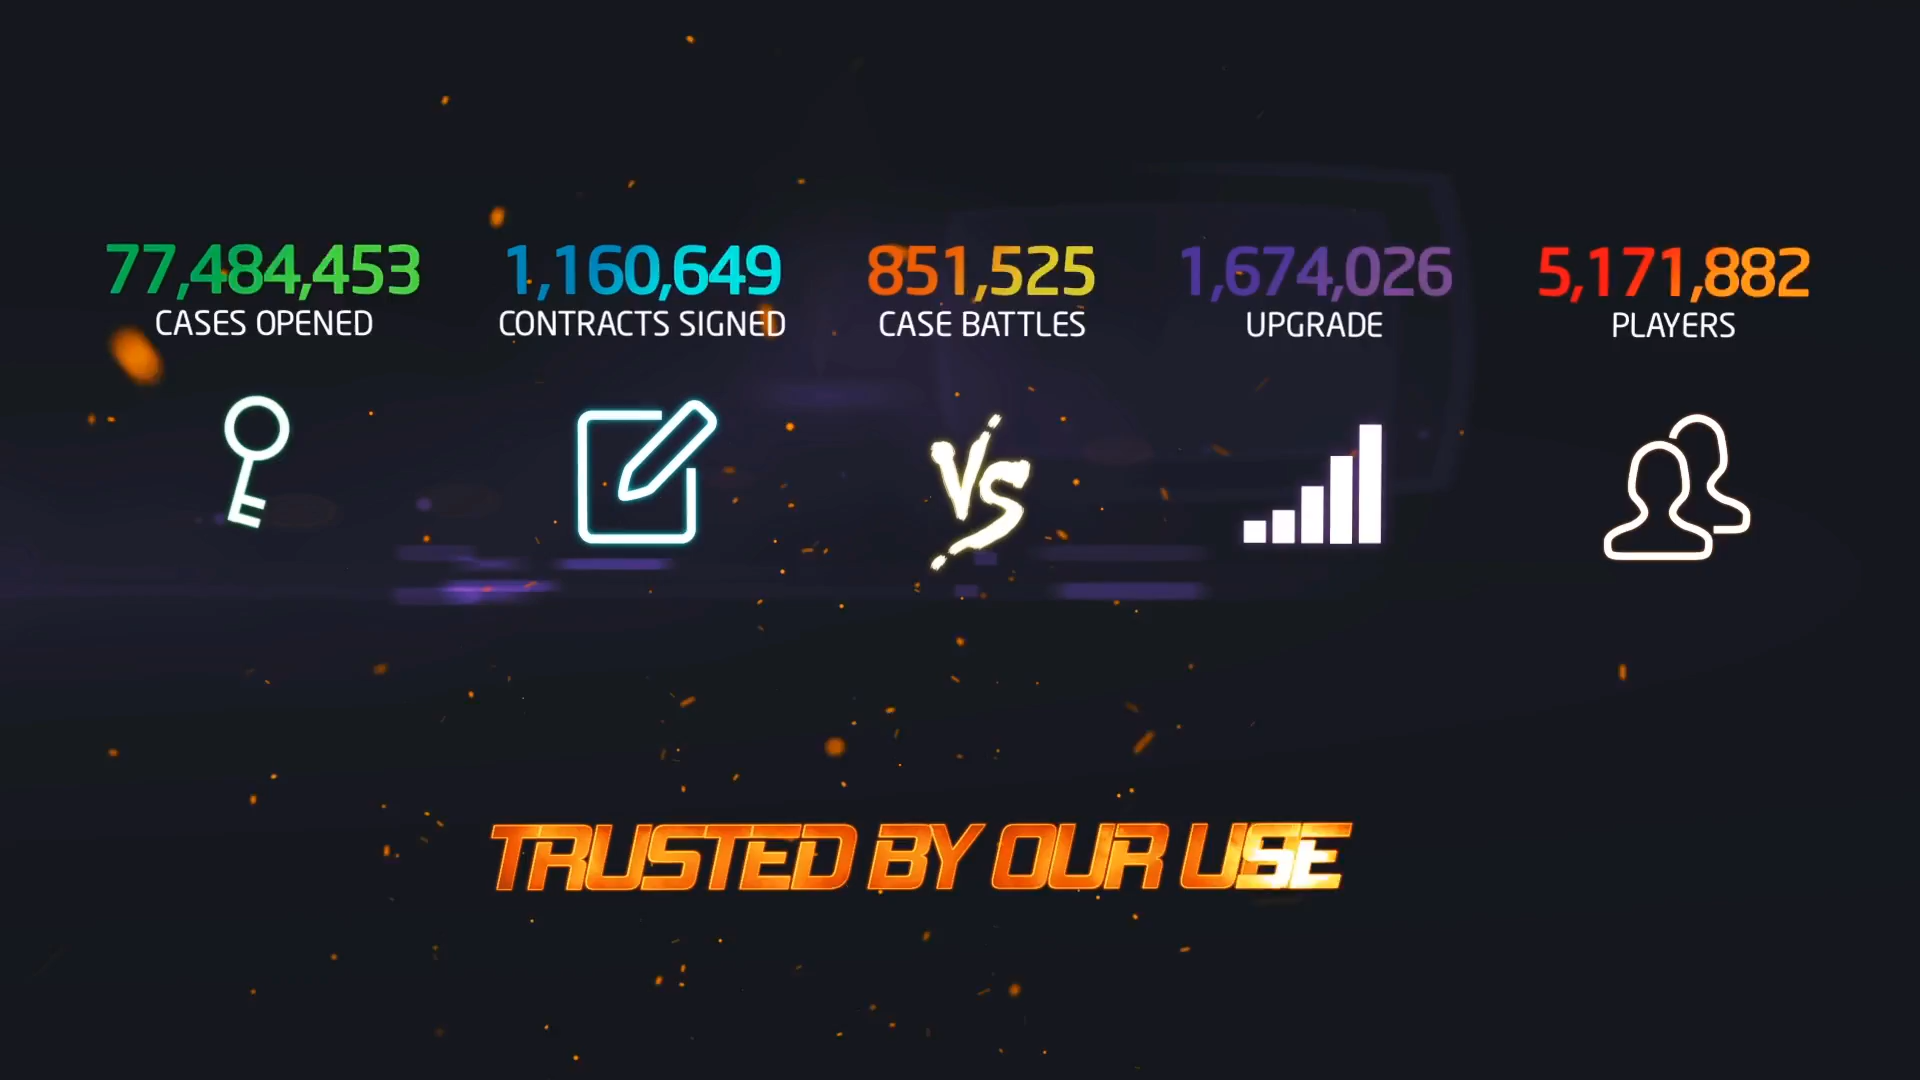 77,484,453 1,160,649 851,525 1,674,026 5,171,882
CASES OPENED CONTRACTS SIGNED CASE BATTLES UPGRADE PLAYERS
VS
TRUSTED BY OUR USE